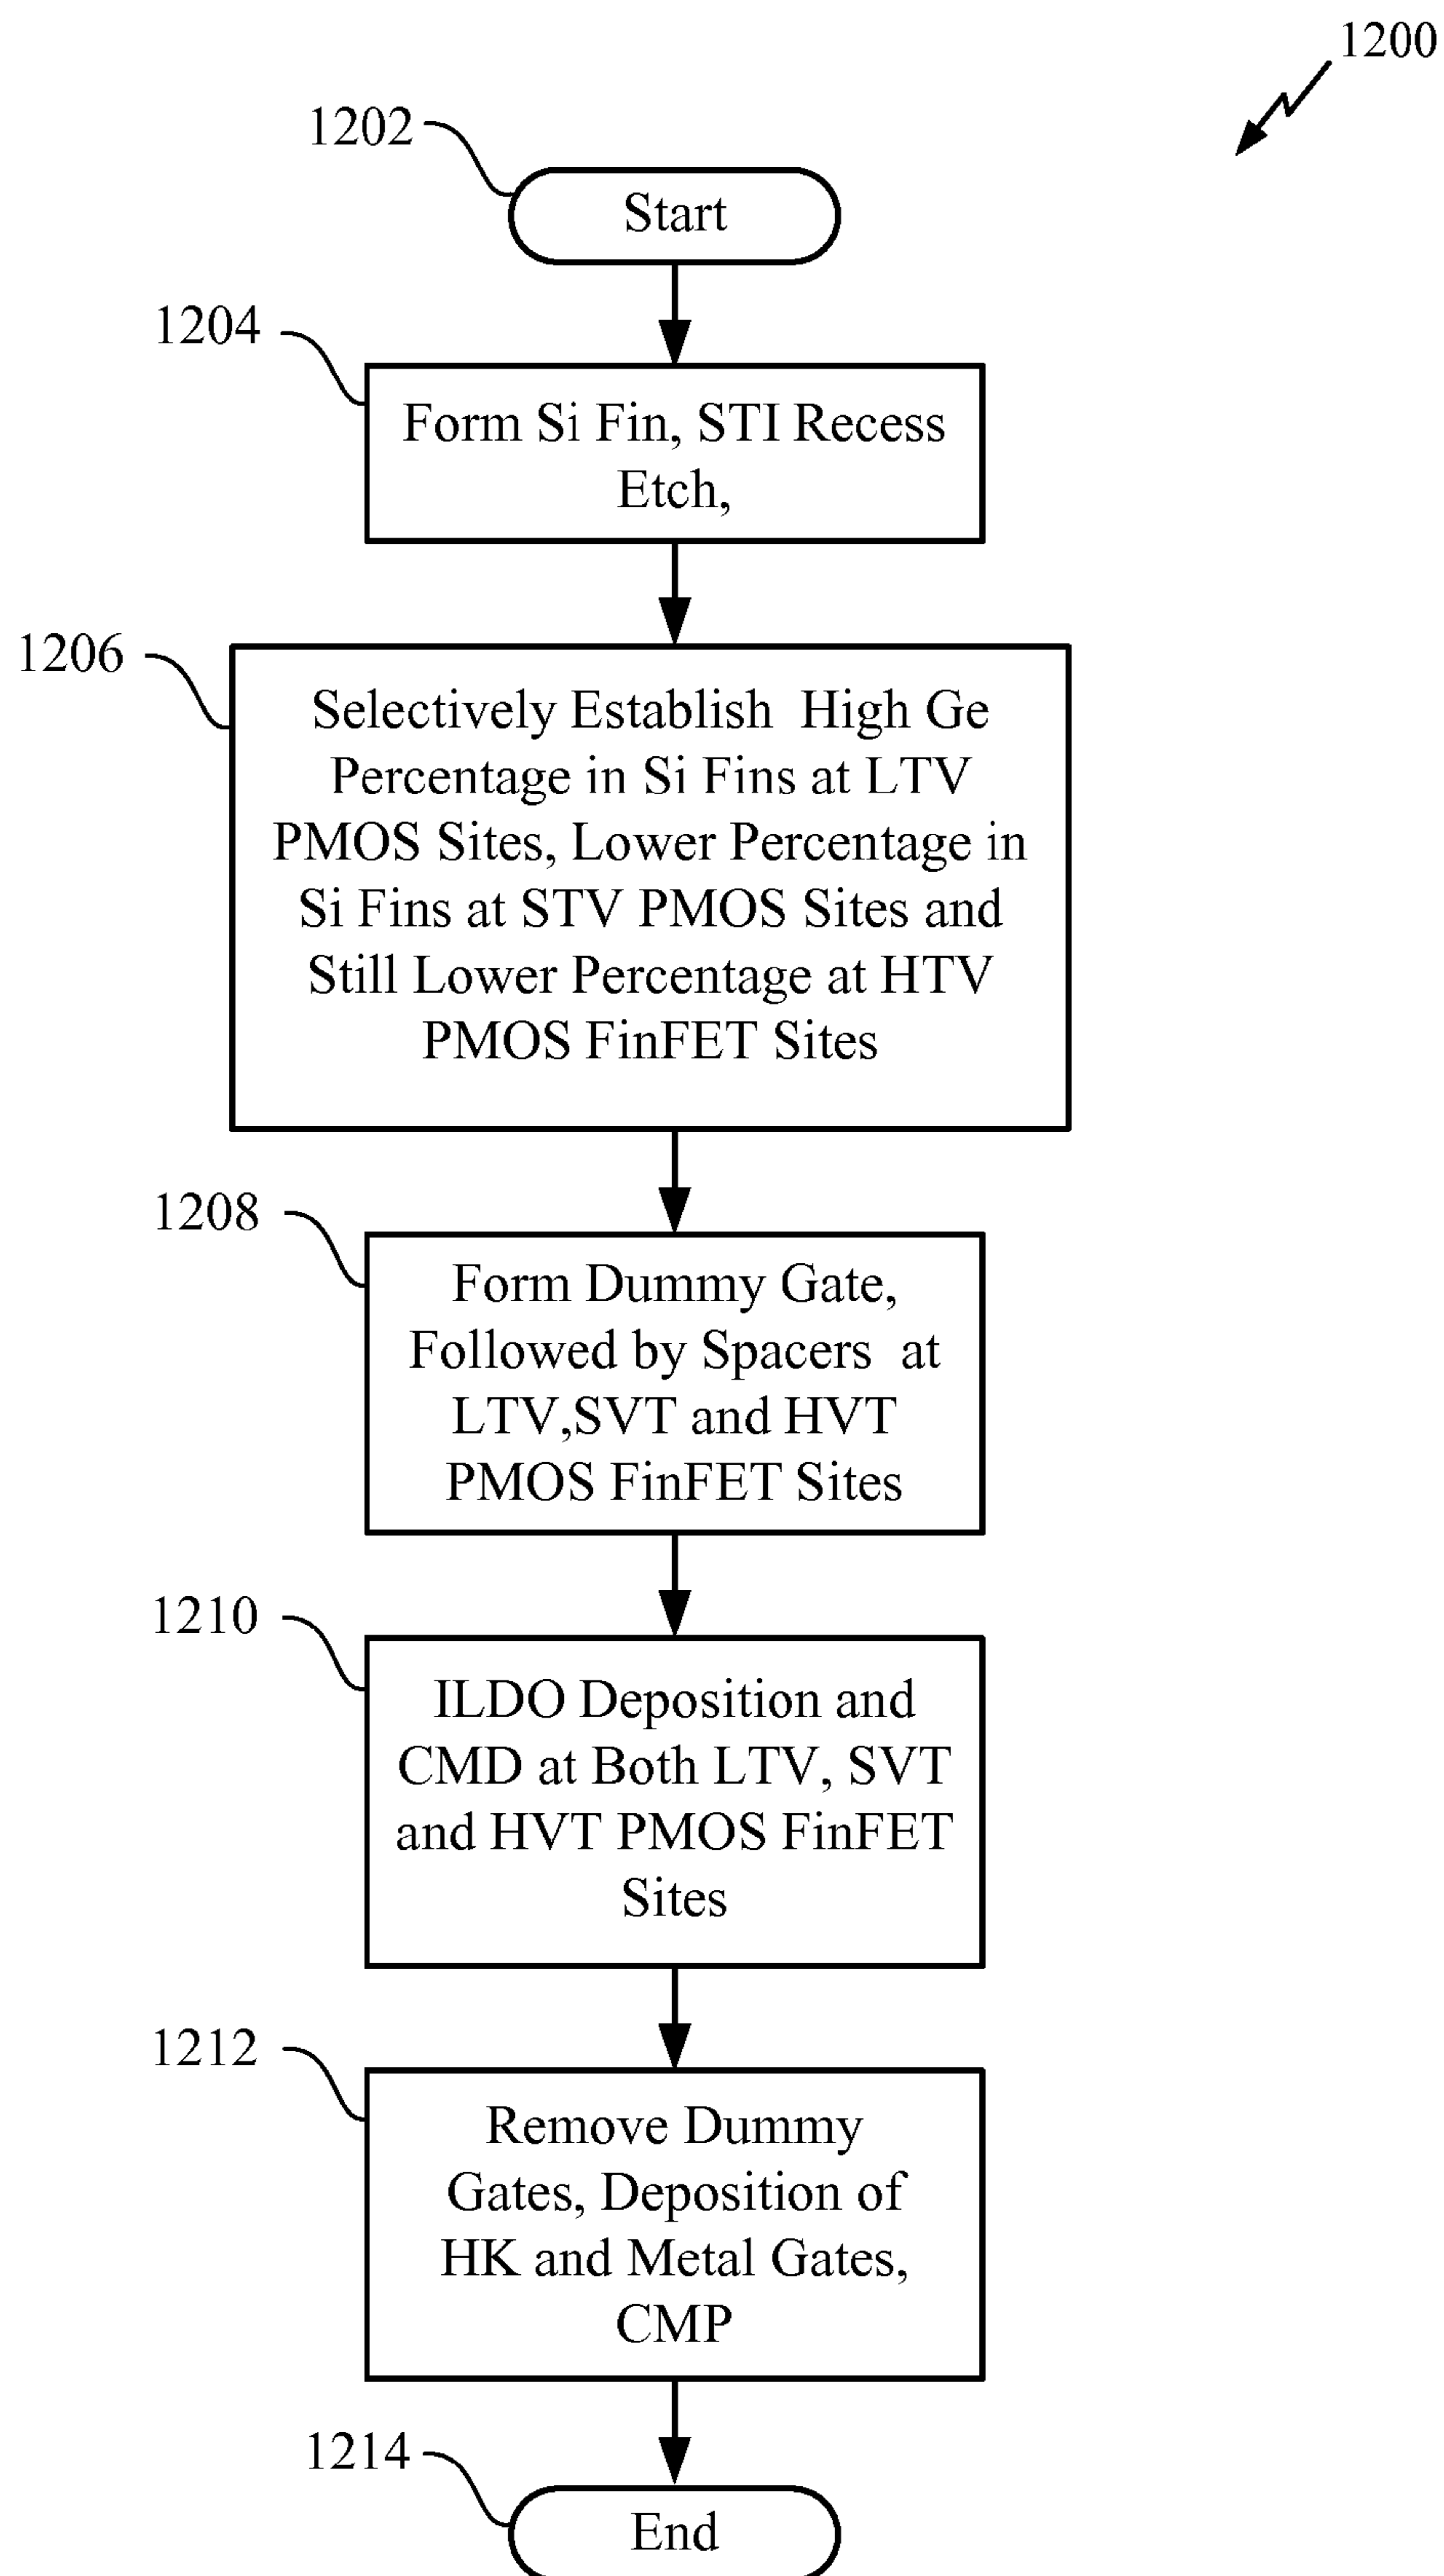 1200
1202
Start
1204
Form Si Fin, STI Recess
Etch,
1206
Selectively Establish High Ge
Percentage in Si Fins at LTV
PMOS Sites, Lower Percentage in
Si Fins at STV PMOS Sites and
Still Lower Percentage at HTV
PMOS FinFET Sites
1208
Form Dummy Gate,
Followed by Spacers at
LTV,SVT and HVT
PMOS FinFET Sites
1210
ILDO Deposition and
CMD at Both LTV, SVT
and HVT PMOS FinFET
Sites
1212
Remove Dummy
Gates, Deposition of
HK and Metal Gates,
CMP
1214
End